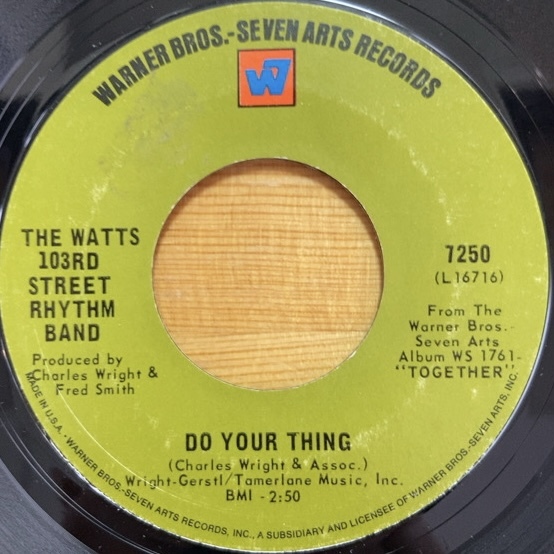 WARNER BROS.-SEVEN ARTS RECORDS
W7
THE WATTS
103RD
STREET
RHYTHM
BAND
Produced by
Charles Wright &
Fred Smith
7250
(L16716)
From The
Warner Bros.-
Seven Arts
Album WS 1761-
"TOGETHER"
DO YOUR THING
(Charles Wright & Assoc.)
Wright-Gerstl/Tamerlane Music, Inc.
BMI - 2:50
MADE IN U.S.A. · WARNER BROS.-SEVEN ARTS RECORDS, INC., A SUBSIDIARY AND LICENSEE OF WARNER BROS.-SEVEN ARTS, INC.